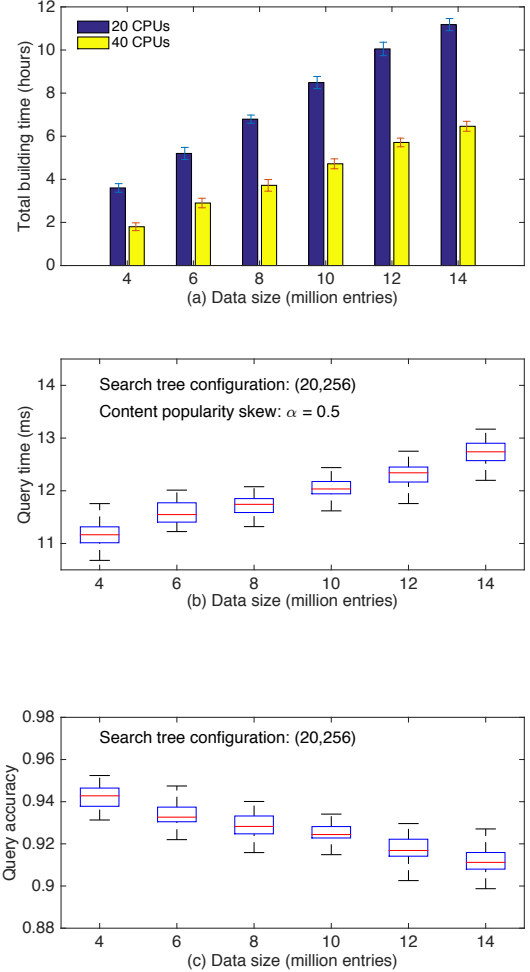 12
10
8
6
4
2
0
Total building time (hours)
20 CPUs
40 CPUs
4 6 8 10 12 14
(a) Data size (million entries)
14
13
12
11
Query time (ms)
Search tree configuration: (20,256)
Content popularity skew: α = 0.5
4 6 8 10 12 14
(b) Data size (million entries)
0.98
0.96
0.94
0.92
0.9
0.88
Query accuracy
Search tree configuration: (20,256)
4 6 8 10 12 14
(c) Data size (million entries)